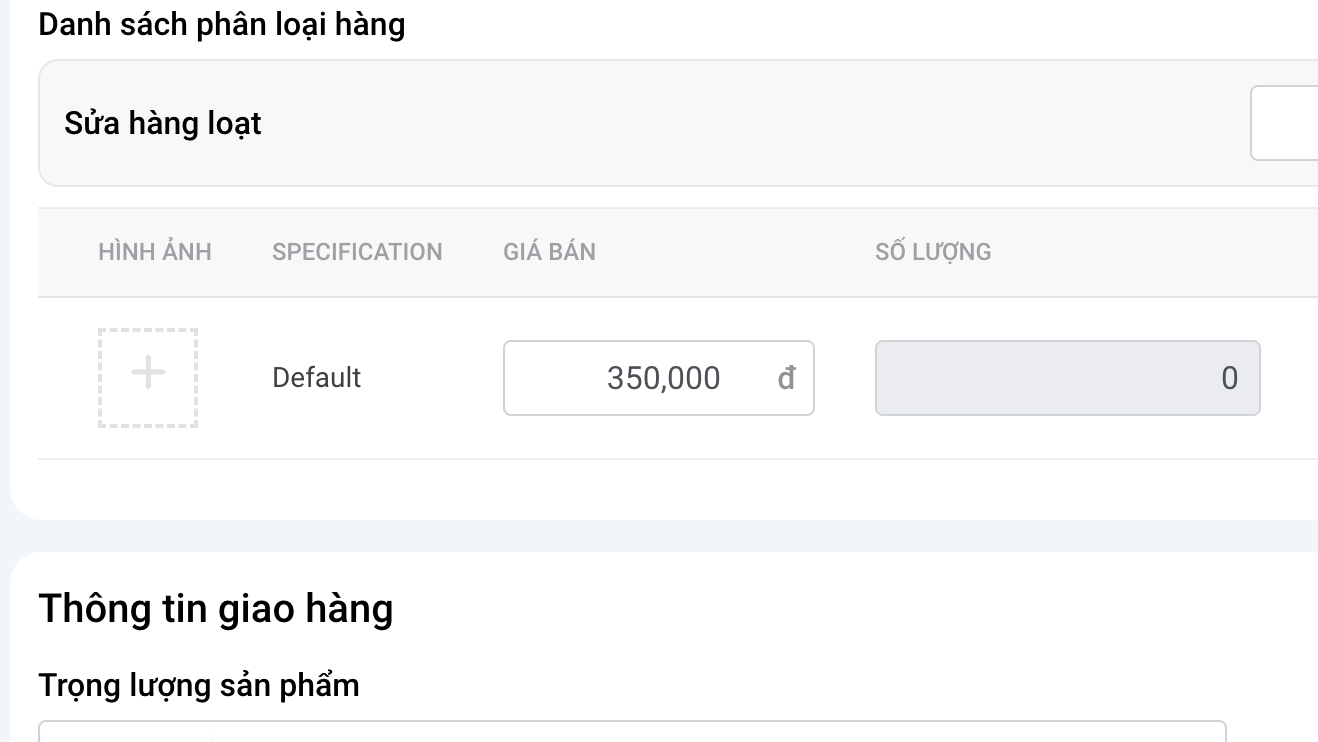 Danh sách phân loại hàng
Sửa hàng loạt
HÌNH ẢNH SPECIFICATION GIÁ BÁN SỐ LƯỢNG
Default 350,000 đ 0
Thông tin giao hàng
Trọng lượng sản phẩm